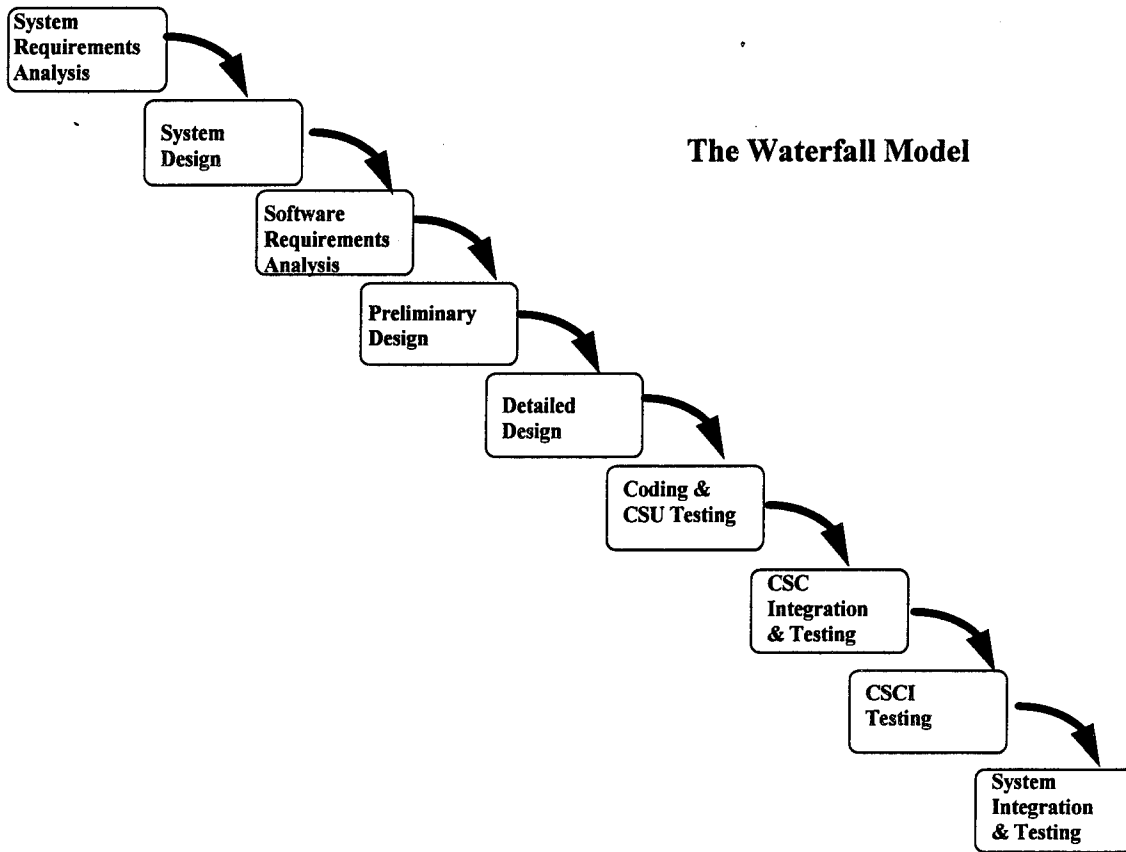 System
Requirements
Analysis
System
Design
The Waterfall Model
Software
Requirements
Analysis
Preliminary
Design
Detailed
Design
Coding &
CSU Testing
CSC
Integration
& Testing
CSCI
Testing
System
Integration
& Testing